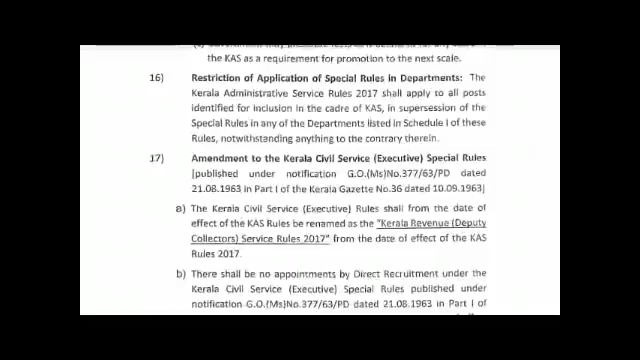 the KAS as a requirement for promotion to the next scale.
16) Restriction of Application of Special Rules in Departments: The
Kerala Administrative Service Rules 2017 shall apply to all posts
identified for inclusion in the cadre of KAS, in supersession of the
Special Rules in any of the Departments listed in Schedule I of these
Rules, notwithstanding anything to the contrary therein.
17) Amendment to the Kerala Civil Service (Executive) Special Rules
[published under notification G.O.(Ms)No.377/63/PD dated
21.08.1963 in Part I of the Kerala Gazette No.36 dated 10.09.1963]
a) The Kerala Civil Service (Executive) Rules shall from the date of
effect of the KAS Rules be renamed as the "Kerala Revenue (Deputy
Collectors) Service Rules 2017" from the date of effect of the KAS
Rules 2017.
b) There shall be no appointments by Direct Recruitment under the
Kerala Civil Service (Executive) Special Rules published under
notification G.O.(Ms)No.377/63/PD dated 21.08.1963 in Part I of